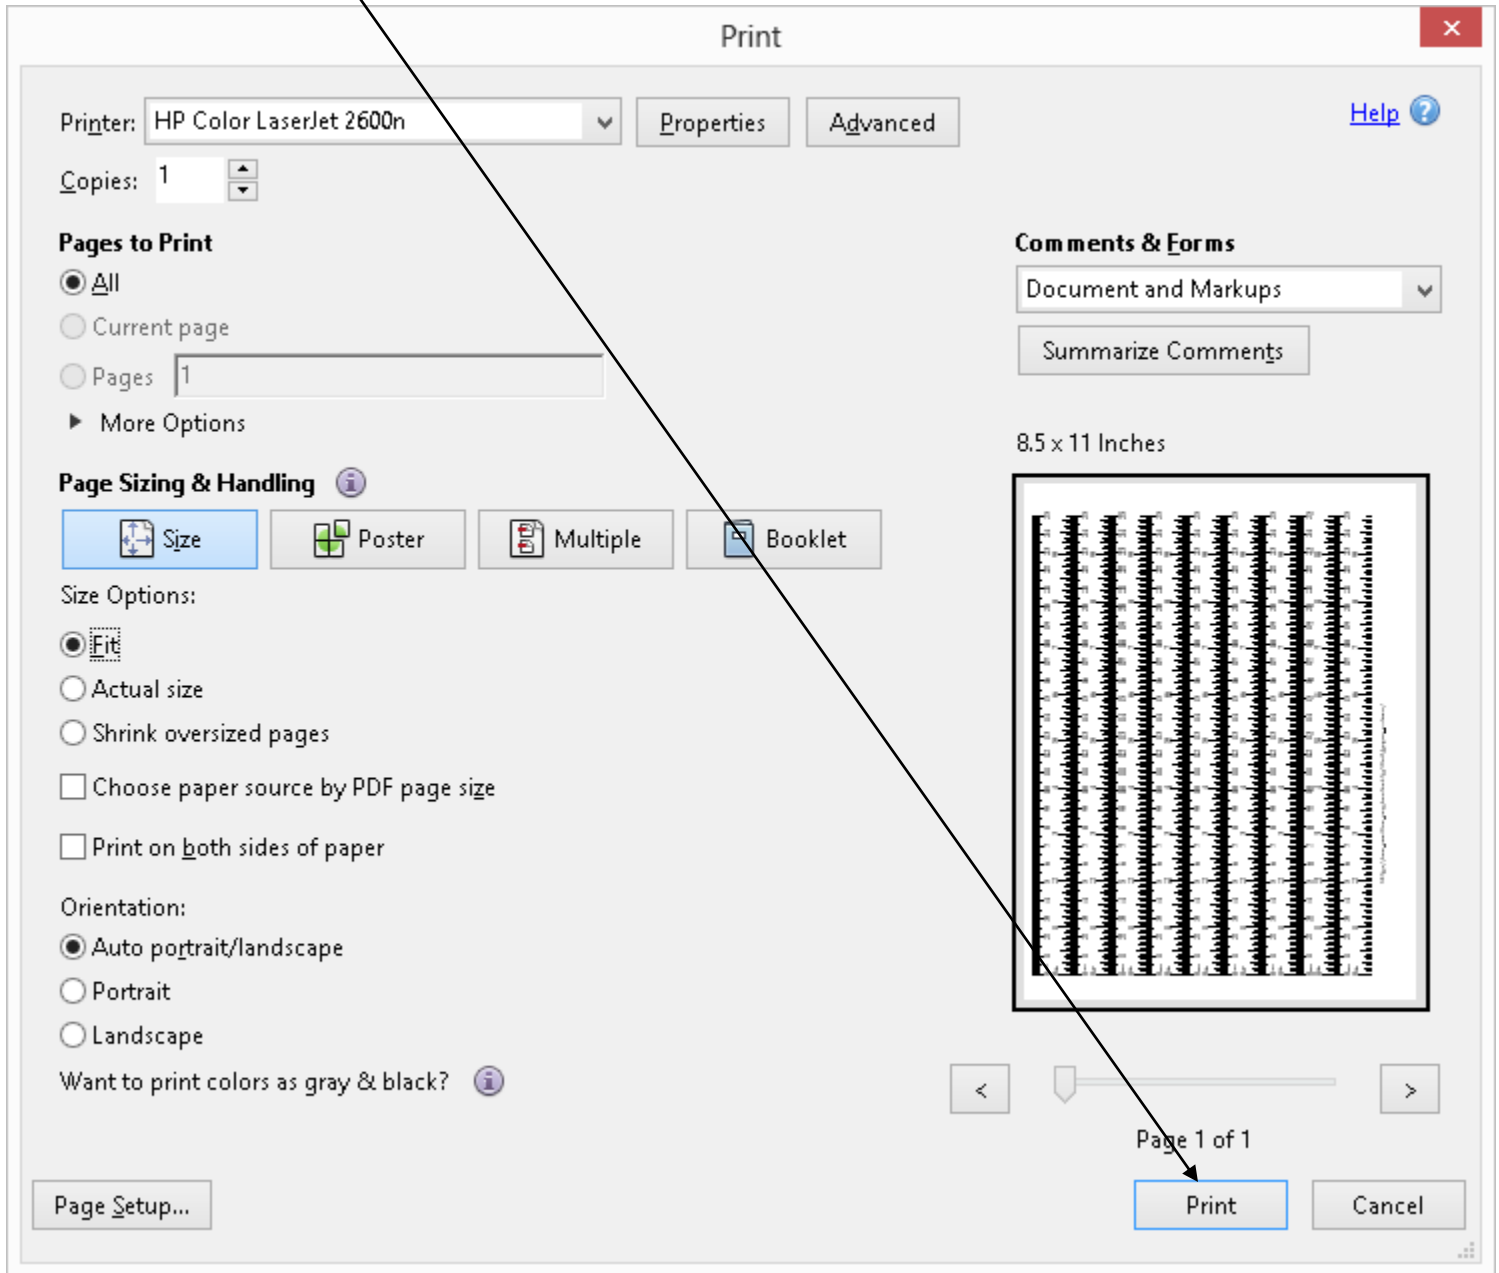 Print
Printer: HP Color LaserJet 2600n Properties Advanced Help
Copies: 1
Pages to Print
All
Current page
Pages 1
More Options
Comments & Forms
Document and Markups
Summarize Comments
8.5 x 11 Inches
Page Sizing & Handling
Size Poster Multiple Booklet
Size Options:
Fit
Actual size
Shrink oversized pages
Choose paper source by PDF page size
Print on both sides of paper
Orientation:
Auto portrait/landscape
Portrait
Landscape
Want to print colors as gray & black?
< >
Page 1 of 1
Page Setup... Print Cancel